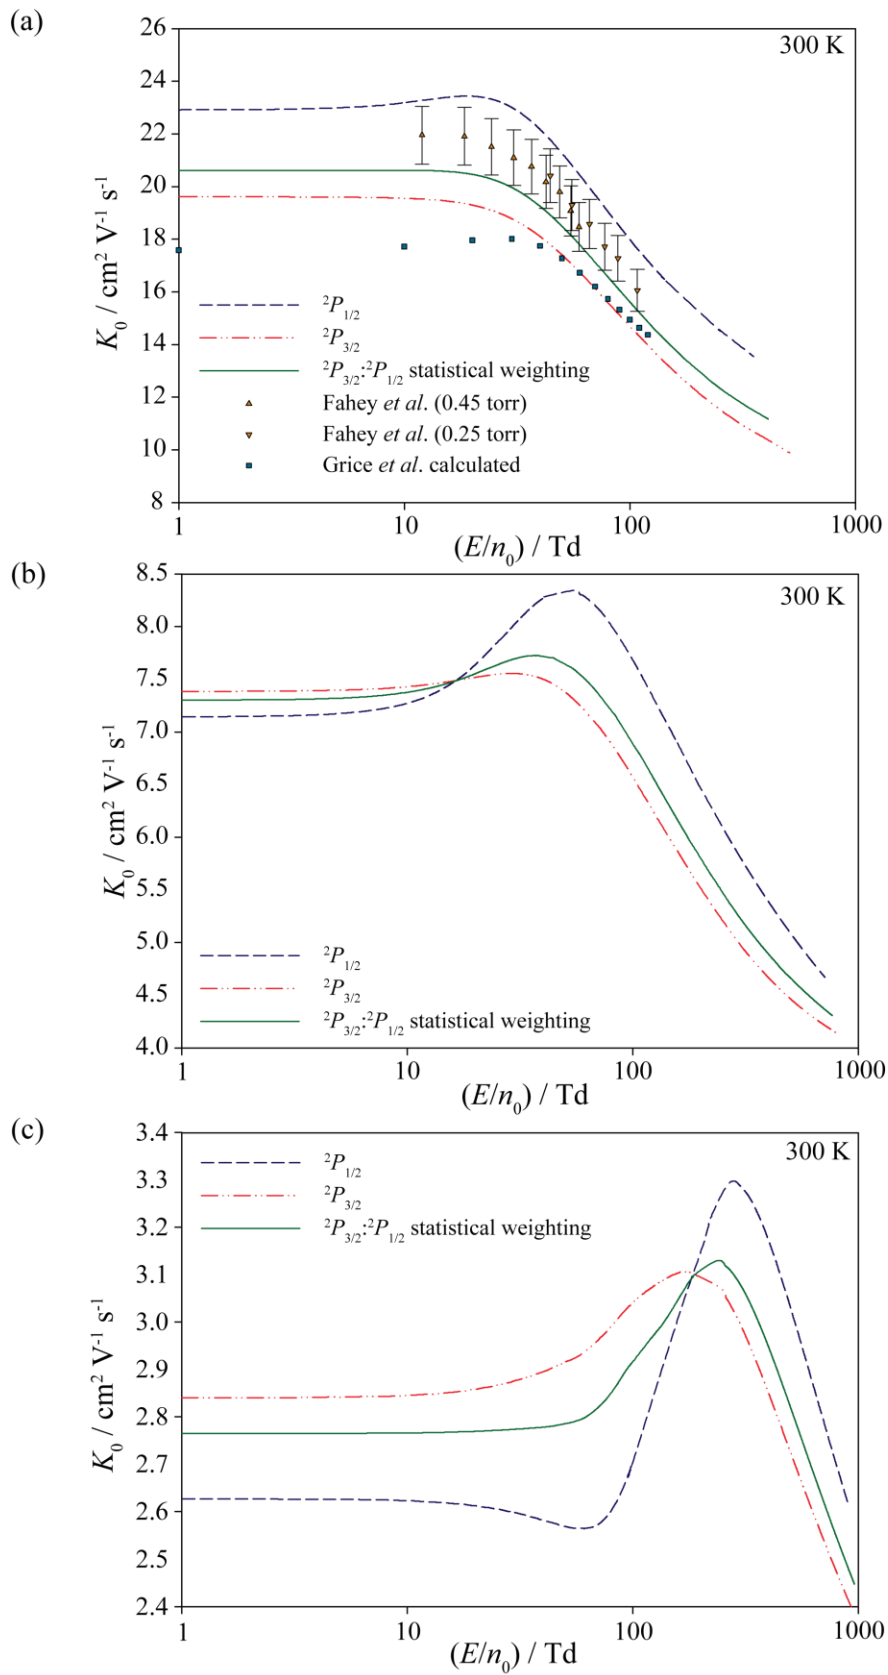 (a)
300 K
26
24
22
20
18
16
14
12
10
8
K₀ / cm² V⁻¹ s⁻¹
²P₁/₂
²P₃/₂
²P₃/₂:²P₁/₂ statistical weighting
Fahey et al. (0.45 torr)
Fahey et al. (0.25 torr)
Grice et al. calculated
1 10 100 1000
(E/n₀) / Td
(b)
300 K
8.5
8.0
7.5
7.0
6.5
6.0
5.5
5.0
4.5
4.0
K₀ / cm² V⁻¹ s⁻¹
²P₁/₂
²P₃/₂
²P₃/₂:²P₁/₂ statistical weighting
1 10 100 1000
(E/n₀) / Td
(c)
300 K
3.4
3.3
3.2
3.1
3.0
2.9
2.8
2.7
2.6
2.5
2.4
K₀ / cm² V⁻¹ s⁻¹
²P₁/₂
²P₃/₂
²P₃/₂:²P₁/₂ statistical weighting
1 10 100 1000
(E/n₀) / Td